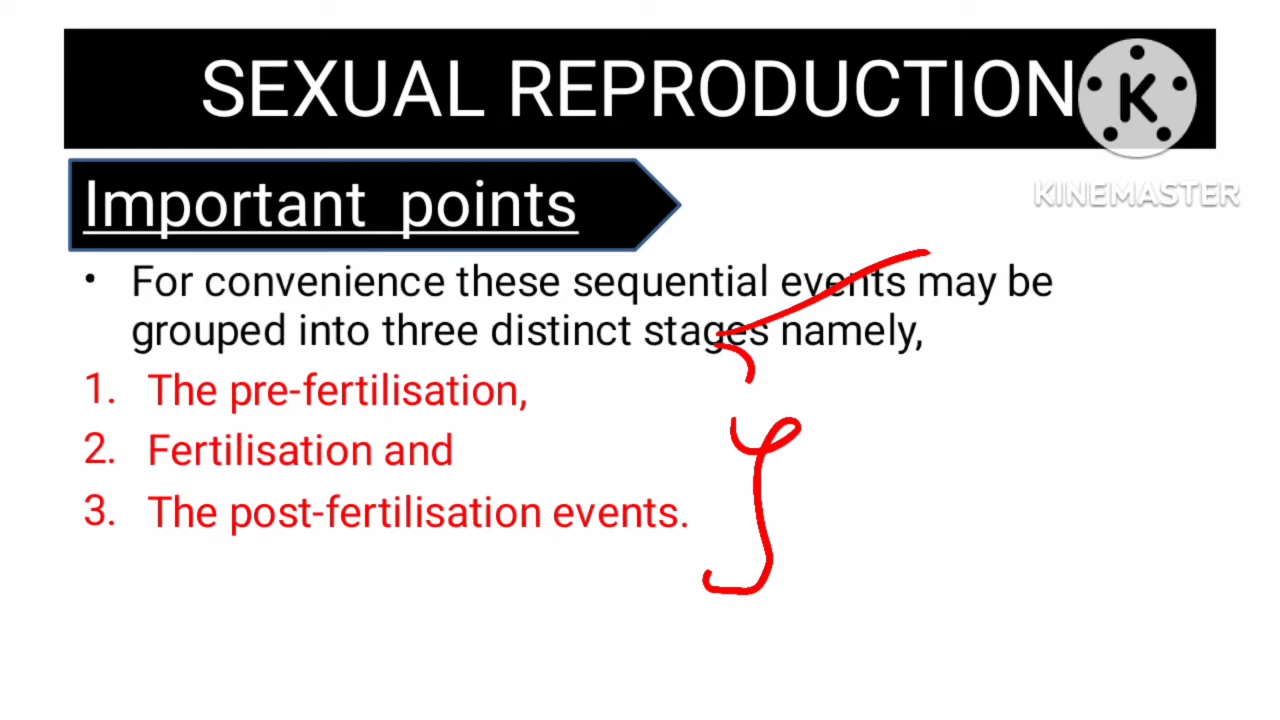 SEXUAL REPRODUCTION
K
KINEMASTER
Important points
• For convenience these sequential events may be
grouped into three distinct stages namely,
1. The pre-fertilisation,
2. Fertilisation and
3. The post-fertilisation events.